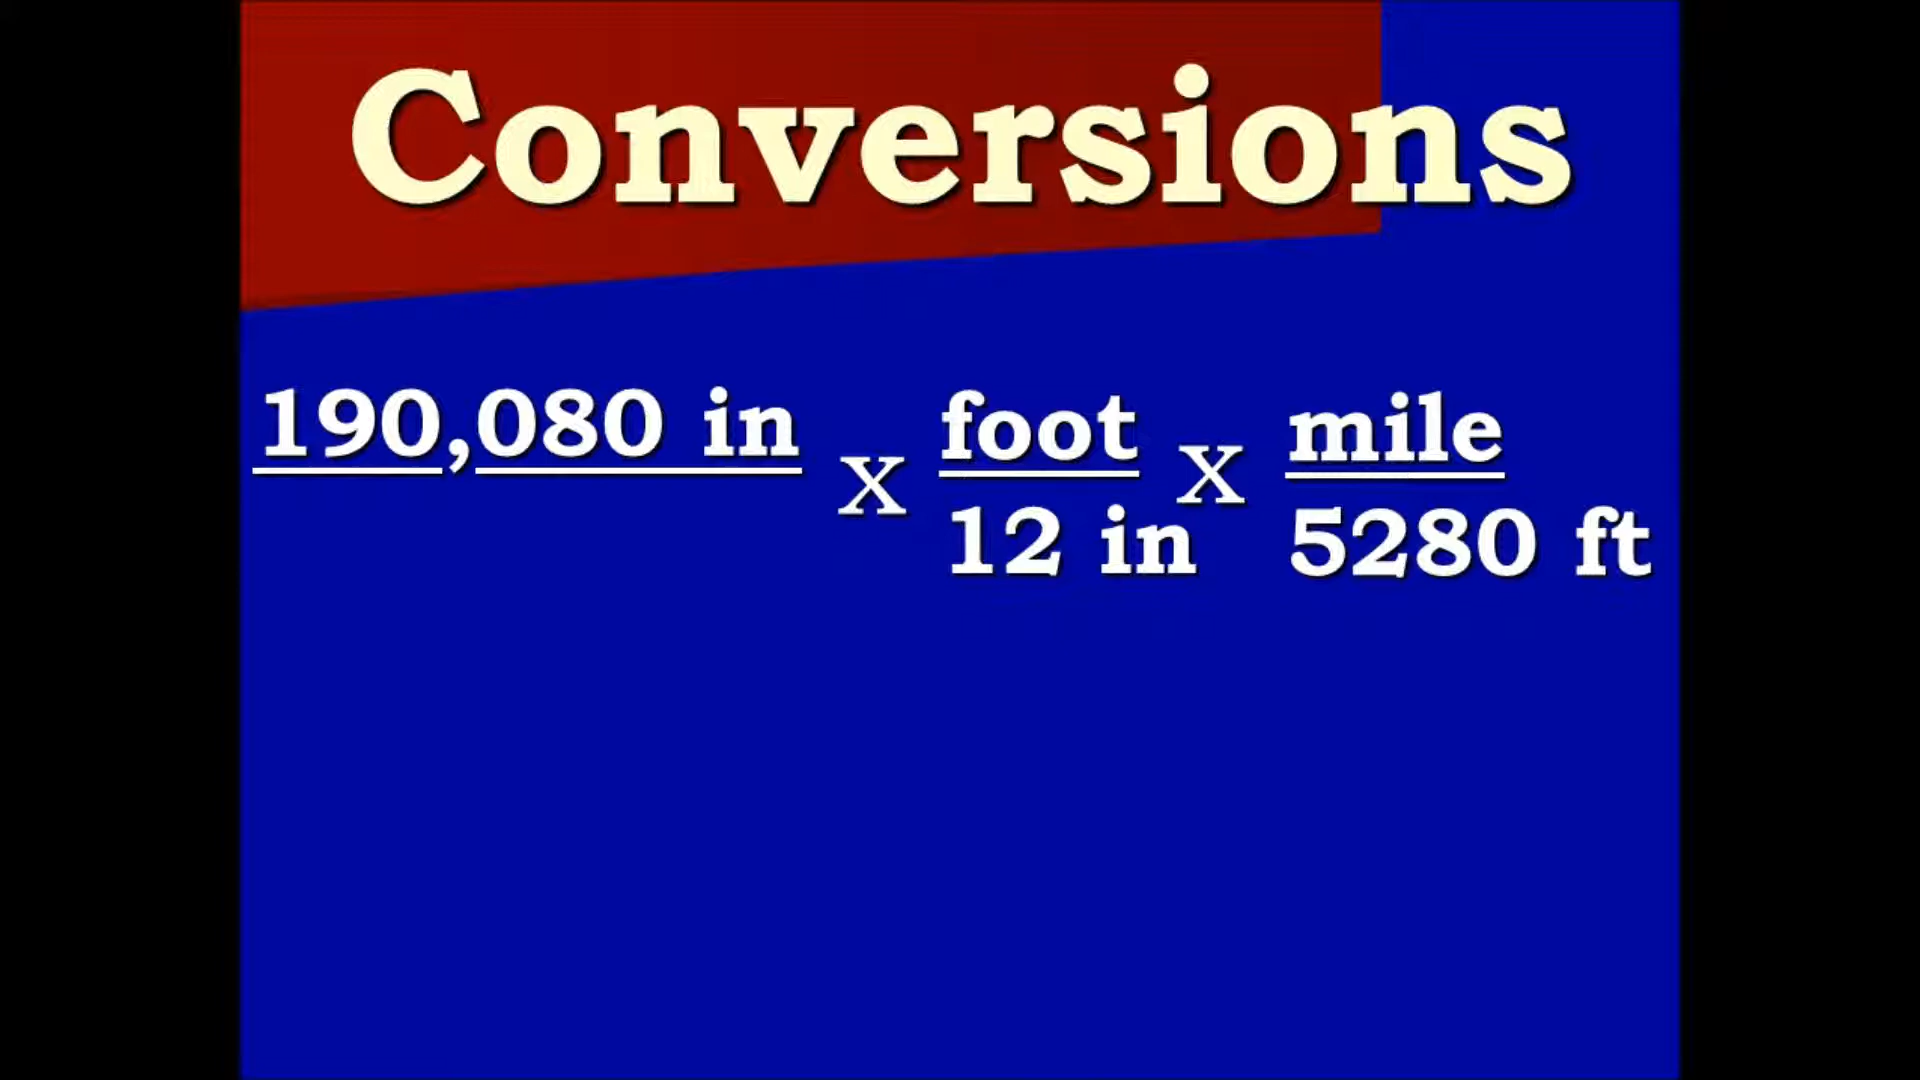 Conversions
190,080 in x foot x mile
12 in 5280 ft